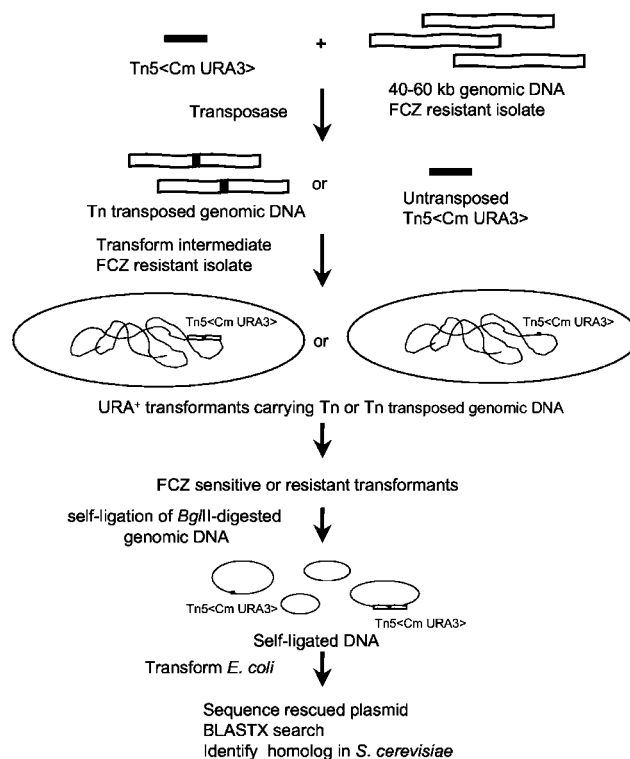 Tn5<Cm URA3>
+
40-60 kb genomic DNA
FCZ resistant isolate
Transposase
or
Tn transposed genomic DNA
Untransposed
Tn5<Cm URA3>
Transform intermediate
FCZ resistant isolate
Tn5<Cm URA3>
or
Tn5<Cm URA3>
URA+ transformants carrying Tn or Tn transposed genomic DNA
FCZ sensitive or resistant transformants
self-ligation of BglII-digested
genomic DNA
Tn5<Cm URA3>
Tn5<Cm URA3>
Self-ligated DNA
Transform E. coli
Sequence rescued plasmid
BLASTX search
Identify homolog in S. cerevisiae